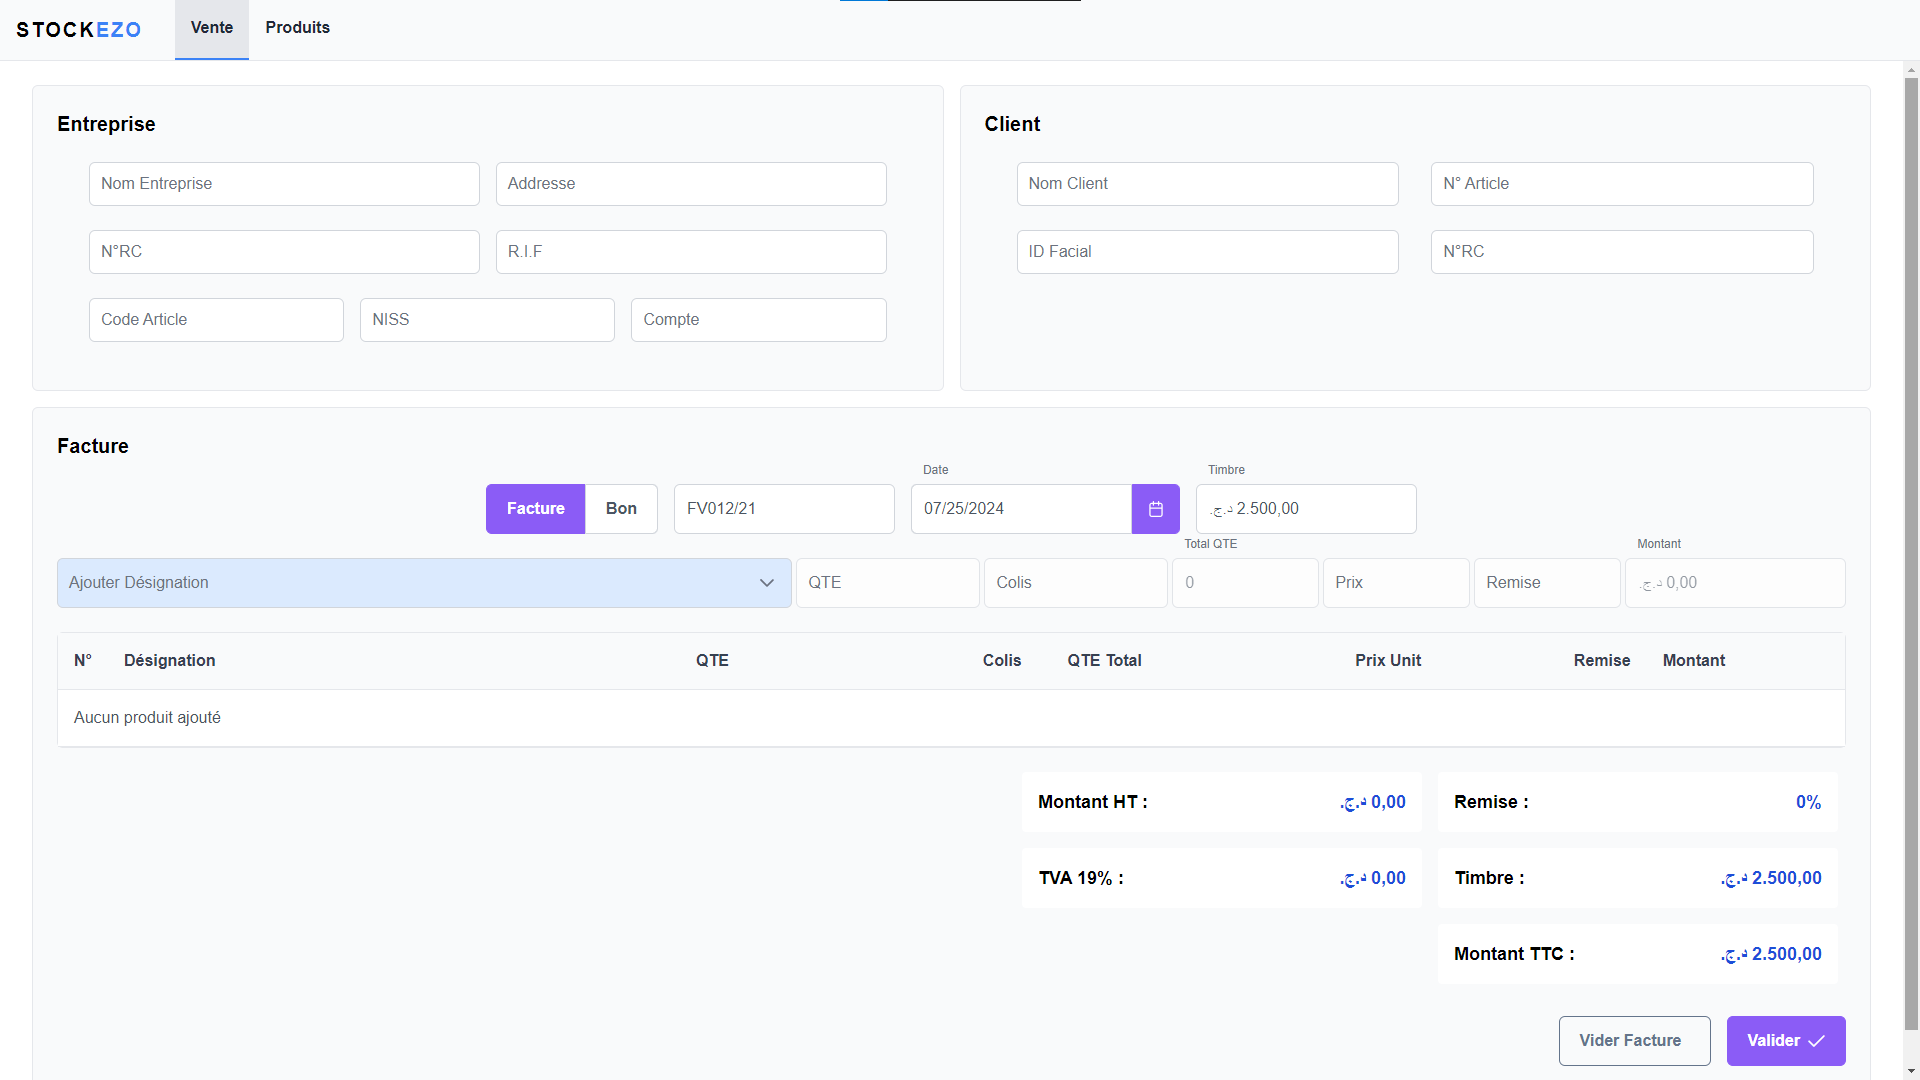 STOCKEZO Vente Produits
Entreprise
Nom Entreprise Addresse
N°RC R.I.F
Code Article NISS Compte
Client
Nom Client N° Article
ID Facial N°RC
Facture
Date Timbre
Facture Bon FV012/21 07/25/2024 د.ج.‏ 2.500,00
Total QTE Montant
Ajouter Désignation QTE Colis 0 Prix Remise د.ج.‏ 0,00
N° Désignation QTE Colis QTE Total Prix Unit Remise Montant
Aucun produit ajouté
Montant HT : د.ج.‏ 0,00 Remise : 0%
TVA 19% : د.ج.‏ 0,00 Timbre : د.ج.‏ 2.500,00
Montant TTC : د.ج.‏ 2.500,00
Vider Facture Valider